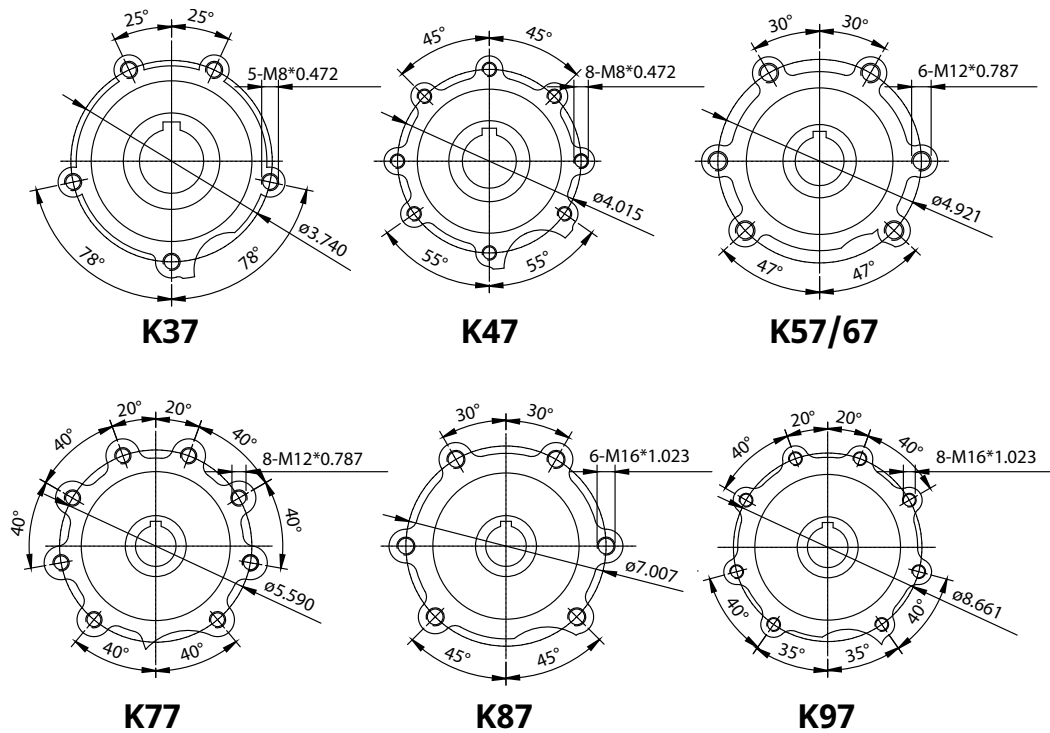 25° 25°
5-M8*0.472
ø3.740
78° 78°
K37
45° 45°
8-M8*0.472
ø4.015
55° 55°
K47
30° 30°
6-M12*0.787
ø4.921
47° 47°
K57/67
20° 20°
40° 40°
8-M12*0.787
40° 40°
ø5.590
40° 40°
K77
30° 30°
6-M16*1.023
ø7.007
45° 45°
K87
20° 20°
40° 40°
8-M16*1.023
ø8.661
40° 40°
35° 35°
K97